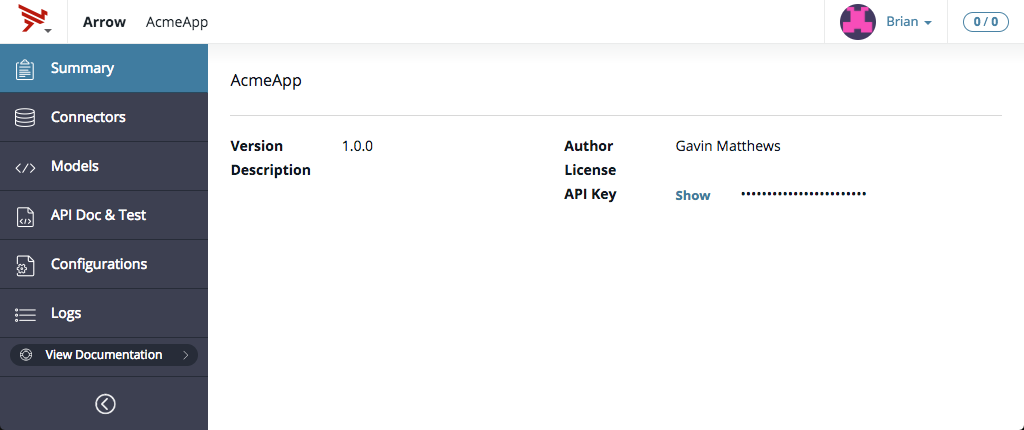 Arrow AcmeApp Brian 0 / 0
Summary
Connectors
Models
API Doc & Test
Configurations
Logs
View Documentation
AcmeApp
Version 1.0.0
Description
Author Gavin Matthews
License
API Key Show ••••••••••••••••••••••••